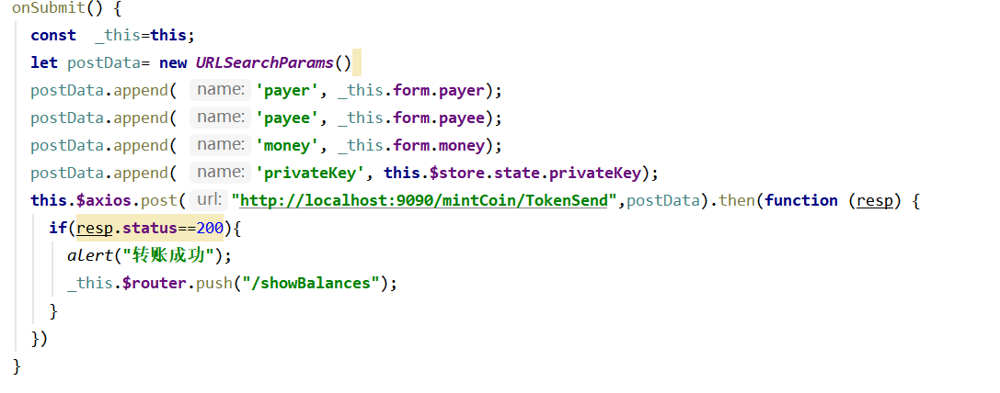 onSubmit() {
const _this=this;
let postData= new URLSearchParams()
postData.append( name: 'payer', _this.form.payer);
postData.append( name: 'payee', _this.form.payee);
postData.append( name: 'money', _this.form.money);
postData.append( name: 'privateKey', this.$store.state.privateKey);
this.$axios.post( url: "http://localhost:9090/mintCoin/TokenSend",postData).then(function (resp) {
if(resp.status==200){
alert("转账成功");
_this.$router.push("/showBalances");
}
})
}